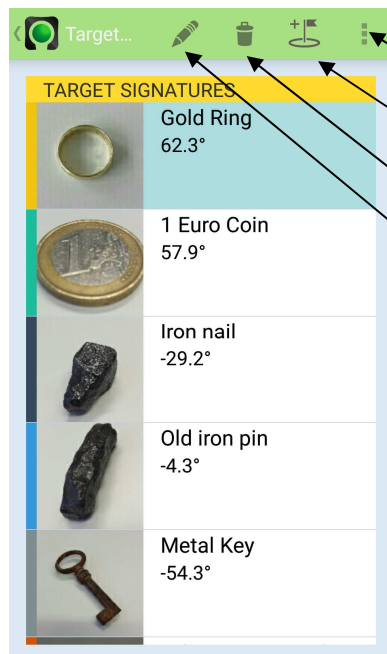 Target...
TARGET SIGNATURES
Gold Ring
62.3°
1 Euro Coin
57.9°
Iron nail
-29.2°
Old iron pin
-4.3°
Metal Key
-54.3°